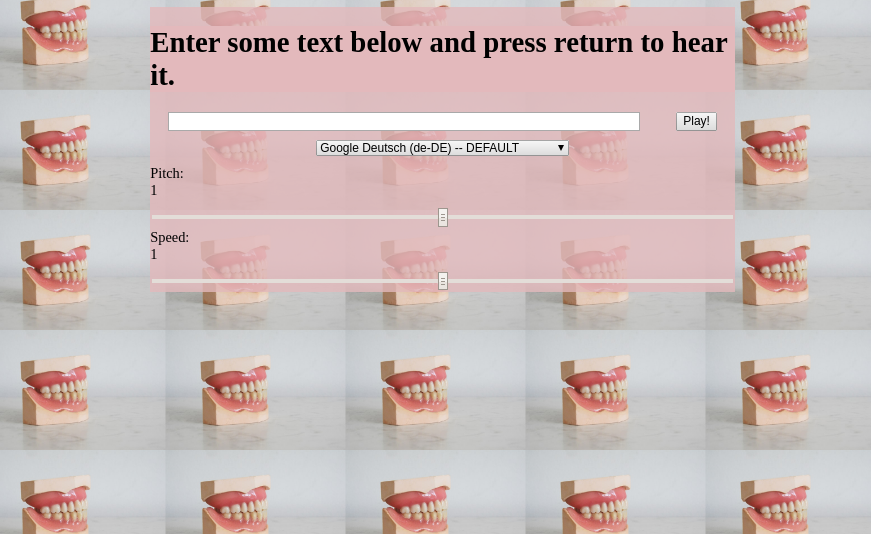 Enter some text below and press return to hear
it.
Play!
Google Deutsch (de-DE) -- DEFAULT
Pitch:
1
Speed:
1